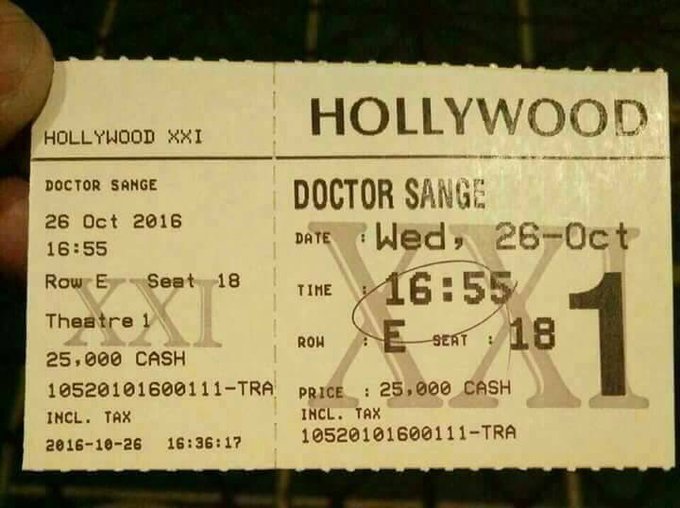 HOLLYWOOD XXI
DOCTOR SANGE
26 Oct 2016
16:55
Row E Seat 18
Theatre 1
25,000 CASH
10520101600111-TRA
INCL. TAX
2016-10-26 16:36:17
XXI
HOLLYWOOD
DOCTOR SANGE
DATE : Wed, 26-Oct
TIME : 16:55
ROW : E SEAT : 18
1
PRICE : 25,000 CASH
INCL. TAX
10520101600111-TRA
XXI